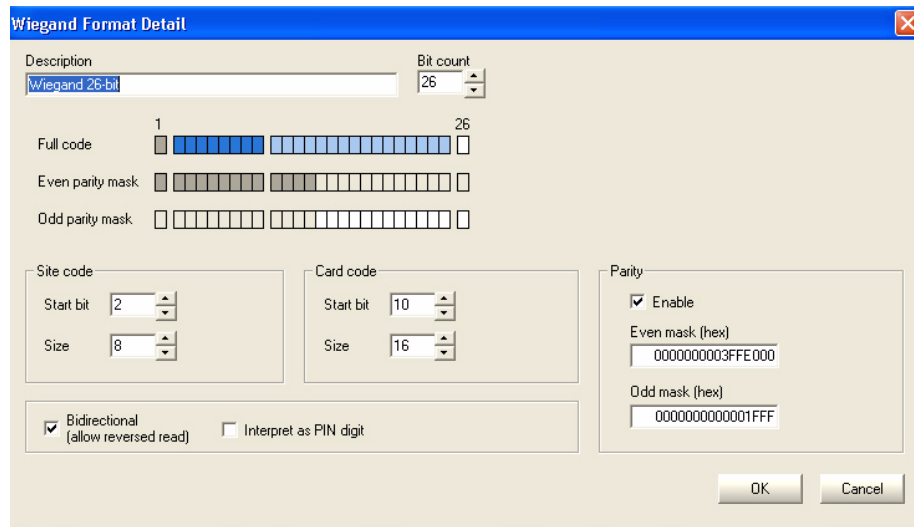 Wiegand Format Detail
Description
Bit count
Wiegand 26-bit
26
1
26
Full code
Even parity mask
Odd parity mask
Site code
Start bit 2
Size 8
Card code
Start bit 10
Size 16
Parity
Enable
Even mask (hex)
0000000003FFE000
Odd mask (hex)
0000000000001FFF
Bidirectional
(allow reversed read)
Interpret as PIN digit
OK
Cancel